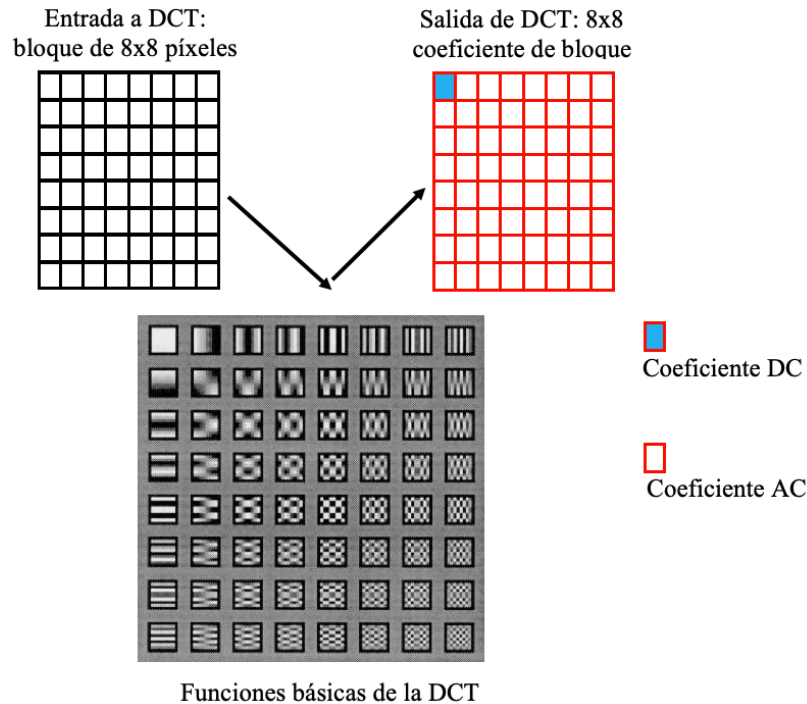 Entrada a DCT:
bloque de 8x8 píxeles
Salida de DCT: 8x8
coeficiente de bloque
Coeficiente DC
Coeficiente AC
Funciones básicas de la DCT